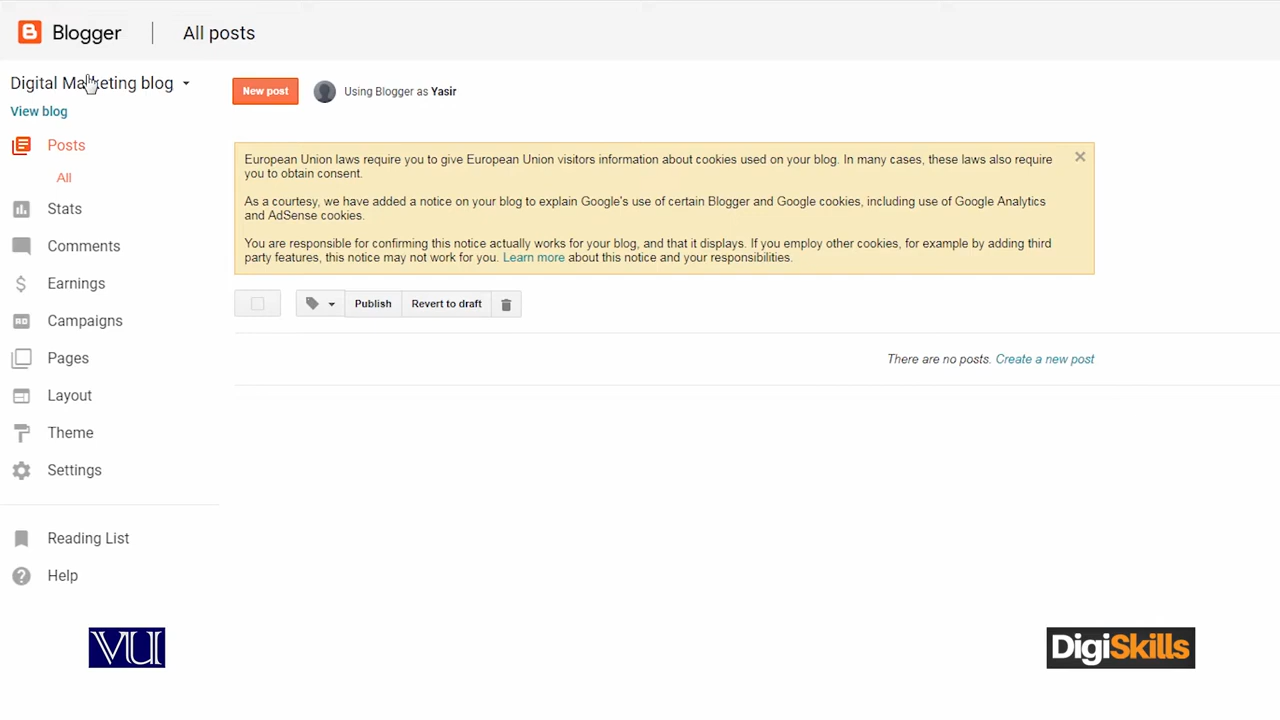 Blogger
All posts
Digital Marketing blog
View blog
Posts
All
Stats
Comments
Earnings
Campaigns
Pages
Layout
Theme
Settings
Reading List
Help
New post
Using Blogger as Yasir
European Union laws require you to give European Union visitors information about cookies used on your blog. In many cases, these laws also require
you to obtain consent.
As a courtesy, we have added a notice on your blog to explain Google's use of certain Blogger and Google cookies, including use of Google Analytics
and AdSense cookies.
You are responsible for confirming this notice actually works for your blog, and that it displays. If you employ other cookies, for example by adding third
party features, this notice may not work for you. Learn more about this notice and your responsibilities.
Publish
Revert to draft
There are no posts. Create a new post
VU
DigiSkills